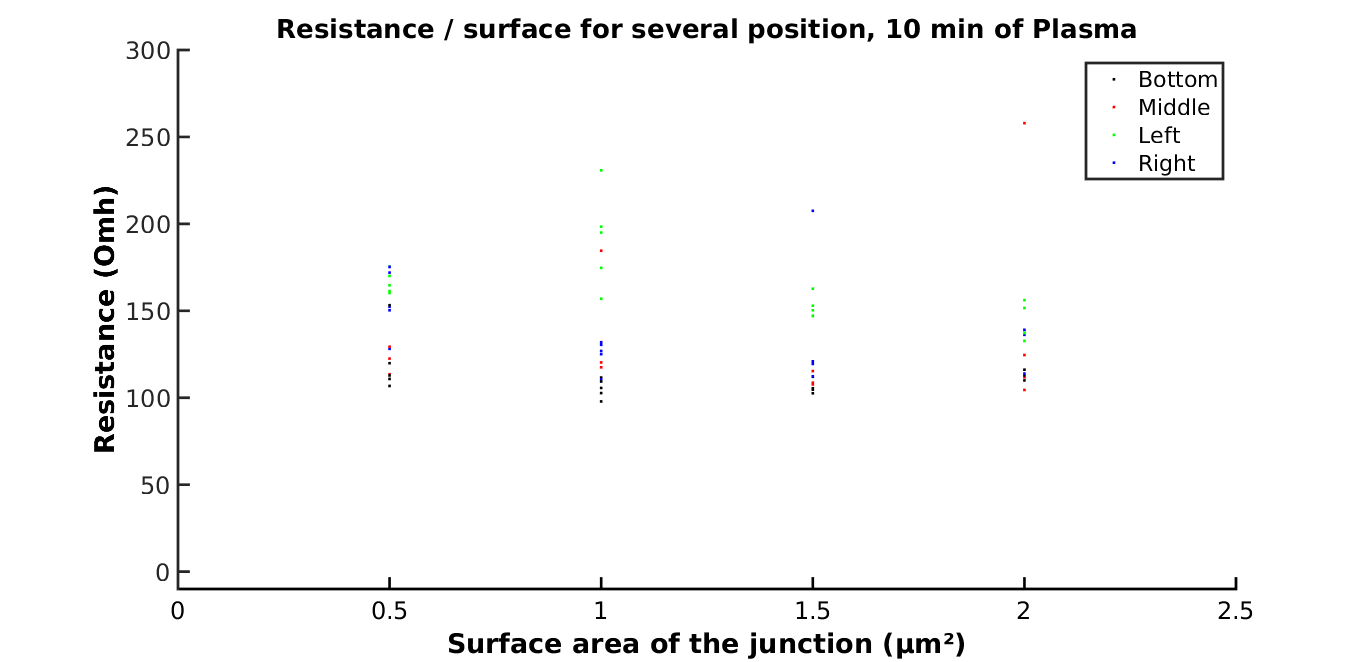 Resistance / surface for several position, 10 min of Plasma
300
250
200
150
100
50
0
Resistance (Omh)
Bottom
Middle
Left
Right
0
0.5
1
1.5
2
2.5
Surface area of the junction (µm²)